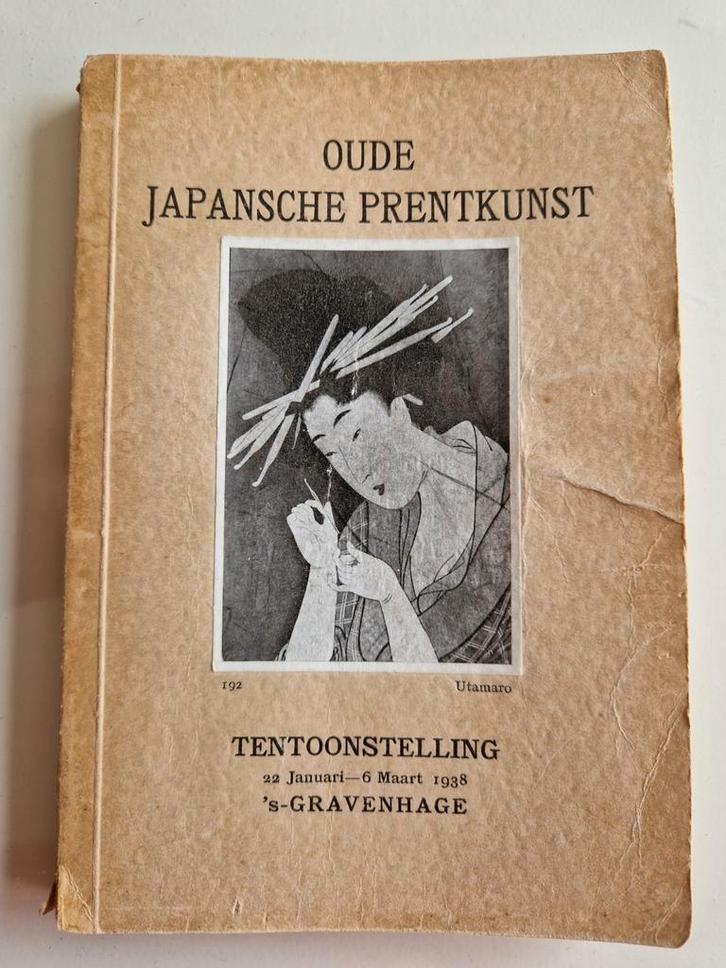 OUDE
JAPANSCHE PRENTKUNST
192 Utamaro
TENTOONSTELLING
22 Januari—6 Maart 1938
's-GRAVENHAGE